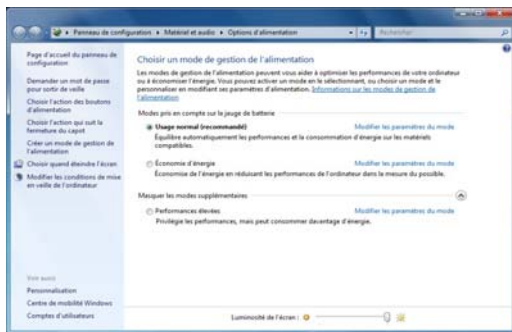 Panneau de configuration ▸ Matériel et audio ▸ Options d'alimentation
Rechercher
Page d'accueil du panneau de
configuration
Demander un mot de passe
pour sortir de veille
Choisir l'action des boutons
d'alimentation
Choisir l'action qui suit la
fermeture du capot
Créer un mode de gestion de
l'alimentation
Choisir quand éteindre l'écran
Modifier les conditions de mise
en veille de l'ordinateur
Voir aussi
Personnalisation
Centre de mobilité Windows
Comptes d'utilisateurs
Choisir un mode de gestion de l'alimentation
Les modes de gestion de l'alimentation peuvent vous aider à optimiser les performances de votre ordinateur
ou à économiser l'énergie. Vous pouvez activer un mode en le sélectionnant, ou choisir un mode et le
personnaliser en modifiant ses paramètres d'alimentation. Informations sur les modes de gestion de
l'alimentation
Modes pris en compte sur la jauge de batterie
Usage normal (recommandé) Modifier les paramètres du mode
Équilibre automatiquement les performances et la consommation d'énergie sur les matériels
compatibles.
Économie d'énergie Modifier les paramètres du mode
Économise de l'énergie en réduisant les performances de l'ordinateur dans la mesure du possible.
Masquer les modes supplémentaires
Performances élevées Modifier les paramètres du mode
Privilégie les performances, mais peut consommer davantage d'énergie.
Luminosité de l'écran :